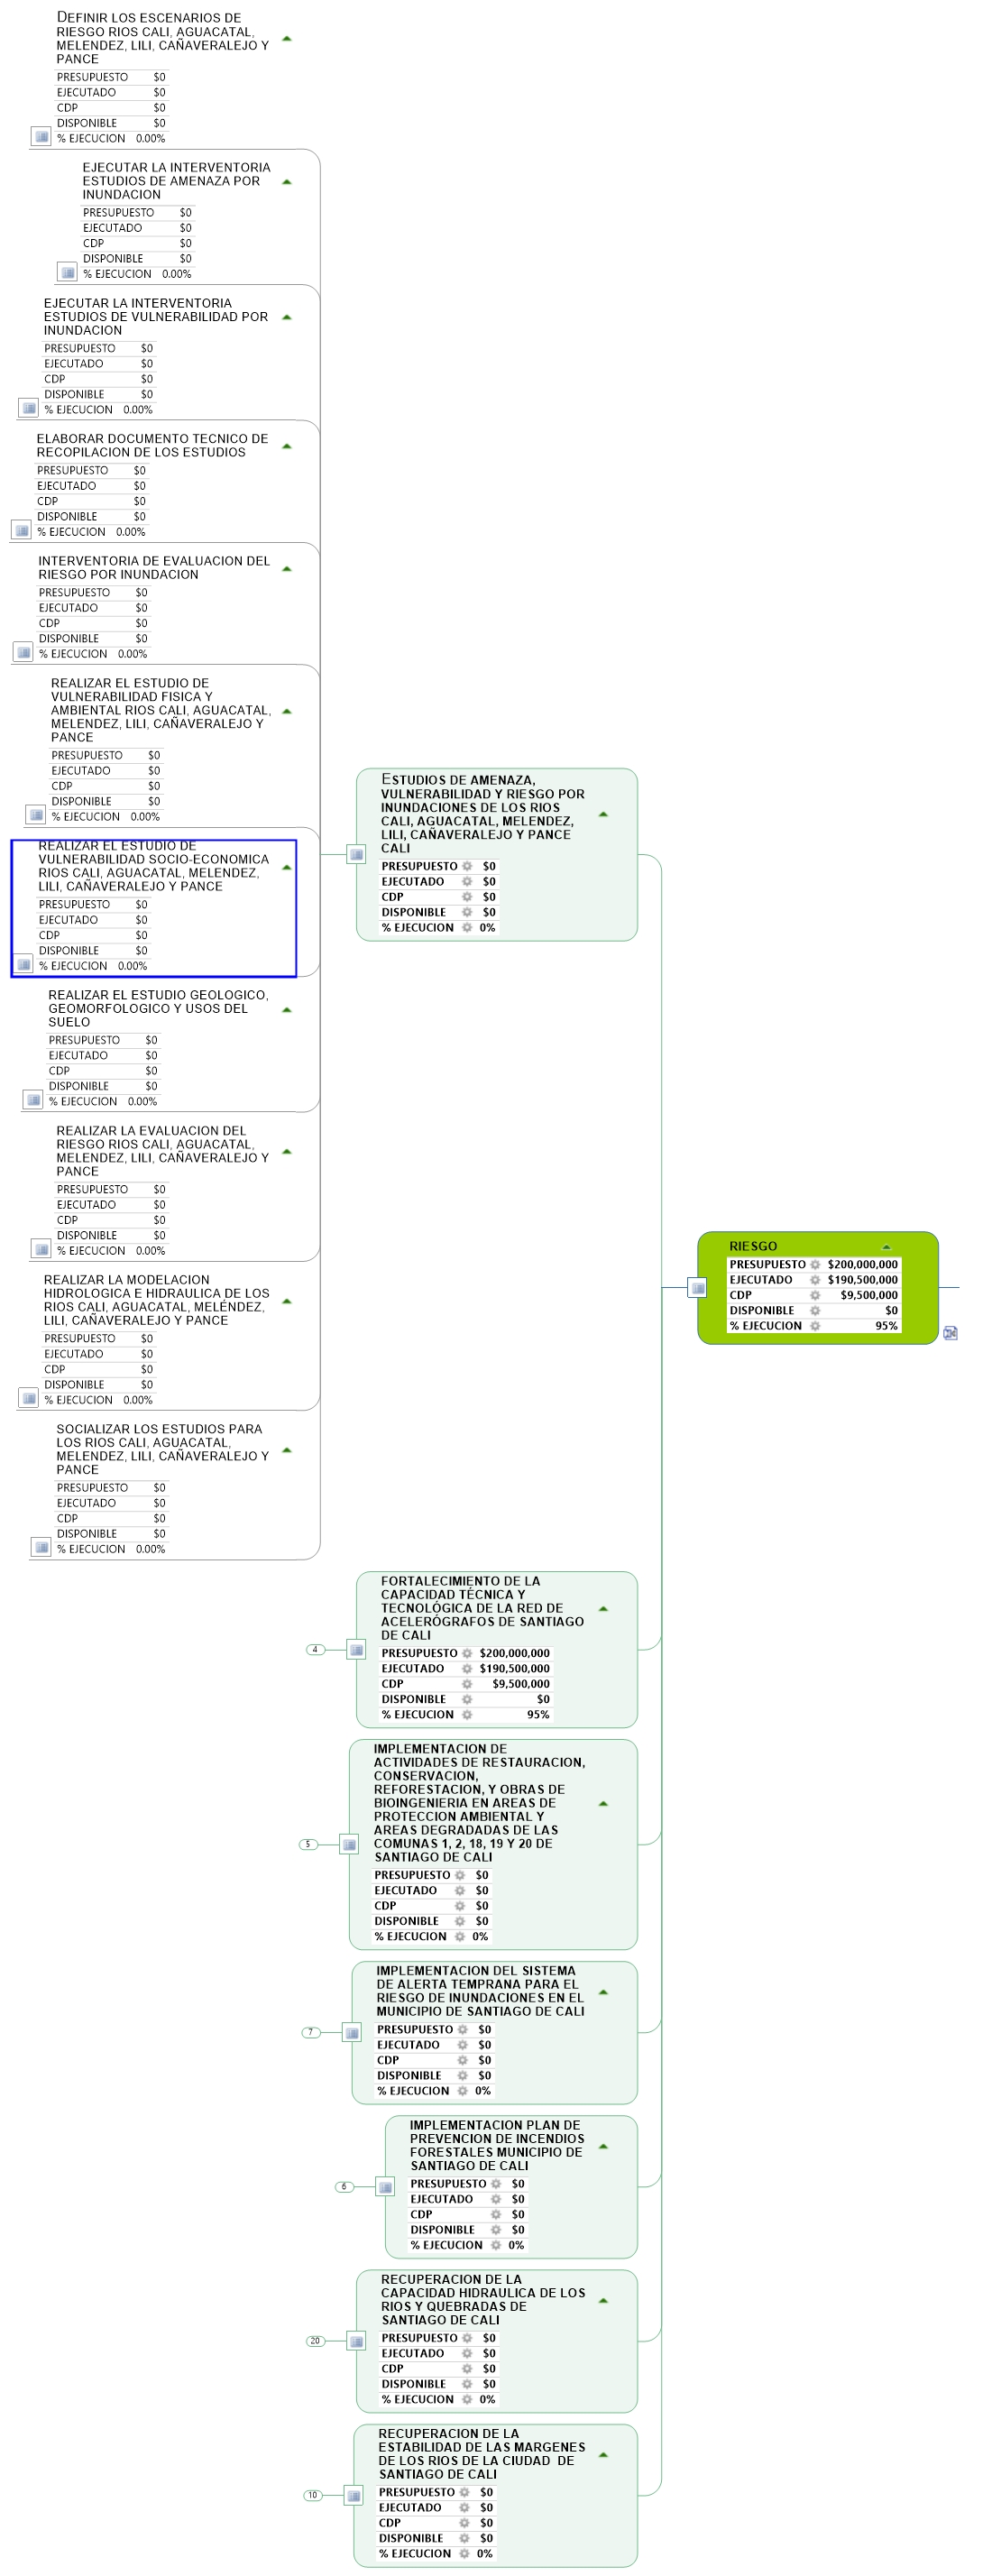 DEFINIR LOS ESCENARIOS DE
RIESGO RIOS CALI, AGUACATAL,
MELENDEZ, LILI, CAÑAVERALEJO Y
PANCE
PRESUPUESTO $0
EJECUTADO $0
CDP $0
DISPONIBLE $0
% EJECUCION 0.00%
EJECUTAR LA INTERVENTORIA
ESTUDIOS DE AMENAZA POR
INUNDACION
PRESUPUESTO $0
EJECUTADO $0
CDP $0
DISPONIBLE $0
% EJECUCION 0.00%
EJECUTAR LA INTERVENTORIA
ESTUDIOS DE VULNERABILIDAD POR
INUNDACION
PRESUPUESTO $0
EJECUTADO $0
CDP $0
DISPONIBLE $0
% EJECUCION 0.00%
ELABORAR DOCUMENTO TECNICO DE
RECOPILACION DE LOS ESTUDIOS
PRESUPUESTO $0
EJECUTADO $0
CDP $0
DISPONIBLE $0
% EJECUCION 0.00%
INTERVENTORIA DE EVALUACION DEL
RIESGO POR INUNDACION
PRESUPUESTO $0
EJECUTADO $0
CDP $0
DISPONIBLE $0
% EJECUCION 0.00%
REALIZAR EL ESTUDIO DE
VULNERABILIDAD FISICA Y
AMBIENTAL RIOS CALI, AGUACATAL,
MELENDEZ, LILI, CAÑAVERALEJO Y
PANCE
PRESUPUESTO $0
EJECUTADO $0
CDP $0
DISPONIBLE $0
% EJECUCION 0.00%
REALIZAR EL ESTUDIO DE
VULNERABILIDAD SOCIO-ECONOMICA
RIOS CALI, AGUACATAL, MELENDEZ,
LILI, CAÑAVERALEJO Y PANCE
PRESUPUESTO $0
EJECUTADO $0
CDP $0
DISPONIBLE $0
% EJECUCION 0.00%
REALIZAR EL ESTUDIO GEOLOGICO,
GEOMORFOLOGICO Y USOS DEL
SUELO
PRESUPUESTO $0
EJECUTADO $0
CDP $0
DISPONIBLE $0
% EJECUCION 0.00%
REALIZAR LA EVALUACION DEL
RIESGO RIOS CALI, AGUACATAL,
MELENDEZ, LILI, CAÑAVERALEJO Y
PANCE
PRESUPUESTO $0
EJECUTADO $0
CDP $0
DISPONIBLE $0
% EJECUCION 0.00%
REALIZAR LA MODELACION
HIDROLOGICA E HIDRAULICA DE LOS
RIOS CALI, AGUACATAL, MELÉNDEZ,
LILI, CAÑAVERALEJO Y PANCE
PRESUPUESTO $0
EJECUTADO $0
CDP $0
DISPONIBLE $0
% EJECUCION 0.00%
SOCIALIZAR LOS ESTUDIOS PARA
LOS RIOS CALI, AGUACATAL,
MELENDEZ, LILI, CAÑAVERALEJO Y
PANCE
PRESUPUESTO $0
EJECUTADO $0
CDP $0
DISPONIBLE $0
% EJECUCION 0.00%
ESTUDIOS DE AMENAZA,
VULNERABILIDAD Y RIESGO POR
INUNDACIONES DE LOS RIOS
CALI, AGUACATAL, MELENDEZ,
LILI, CAÑAVERALEJO Y PANCE
CALI
PRESUPUESTO $0
EJECUTADO $0
CDP $0
DISPONIBLE $0
% EJECUCION 0%
RIESGO
PRESUPUESTO $200,000,000
EJECUTADO $190,500,000
CDP $9,500,000
DISPONIBLE $0
% EJECUCION 95%
FORTALECIMIENTO DE LA
CAPACIDAD TÉCNICA Y
TECNOLÓGICA DE LA RED DE
ACELERÓGRAFOS DE SANTIAGO
DE CALI
PRESUPUESTO $200,000,000
EJECUTADO $190,500,000
CDP $9,500,000
DISPONIBLE $0
% EJECUCION 95%
4
IMPLEMENTACION DE
ACTIVIDADES DE RESTAURACION,
CONSERVACION,
REFORESTACION, Y OBRAS DE
BIOINGENIERIA EN AREAS DE
PROTECCION AMBIENTAL Y
AREAS DEGRADADAS DE LAS
COMUNAS 1, 2, 18, 19 Y 20 DE
SANTIAGO DE CALI
PRESUPUESTO $0
EJECUTADO $0
CDP $0
DISPONIBLE $0
% EJECUCION 0%
5
IMPLEMENTACION DEL SISTEMA
DE ALERTA TEMPRANA PARA EL
RIESGO DE INUNDACIONES EN EL
MUNICIPIO DE SANTIAGO DE CALI
PRESUPUESTO $0
EJECUTADO $0
CDP $0
DISPONIBLE $0
% EJECUCION 0%
7
IMPLEMENTACION PLAN DE
PREVENCION DE INCENDIOS
FORESTALES MUNICIPIO DE
SANTIAGO DE CALI
PRESUPUESTO $0
EJECUTADO $0
CDP $0
DISPONIBLE $0
% EJECUCION 0%
6
RECUPERACION DE LA
CAPACIDAD HIDRAULICA DE LOS
RIOS Y QUEBRADAS DE
SANTIAGO DE CALI
PRESUPUESTO $0
EJECUTADO $0
CDP $0
DISPONIBLE $0
% EJECUCION 0%
20
RECUPERACION DE LA
ESTABILIDAD DE LAS MARGENES
DE LOS RIOS DE LA CIUDAD DE
SANTIAGO DE CALI
PRESUPUESTO $0
EJECUTADO $0
CDP $0
DISPONIBLE $0
% EJECUCION 0%
10